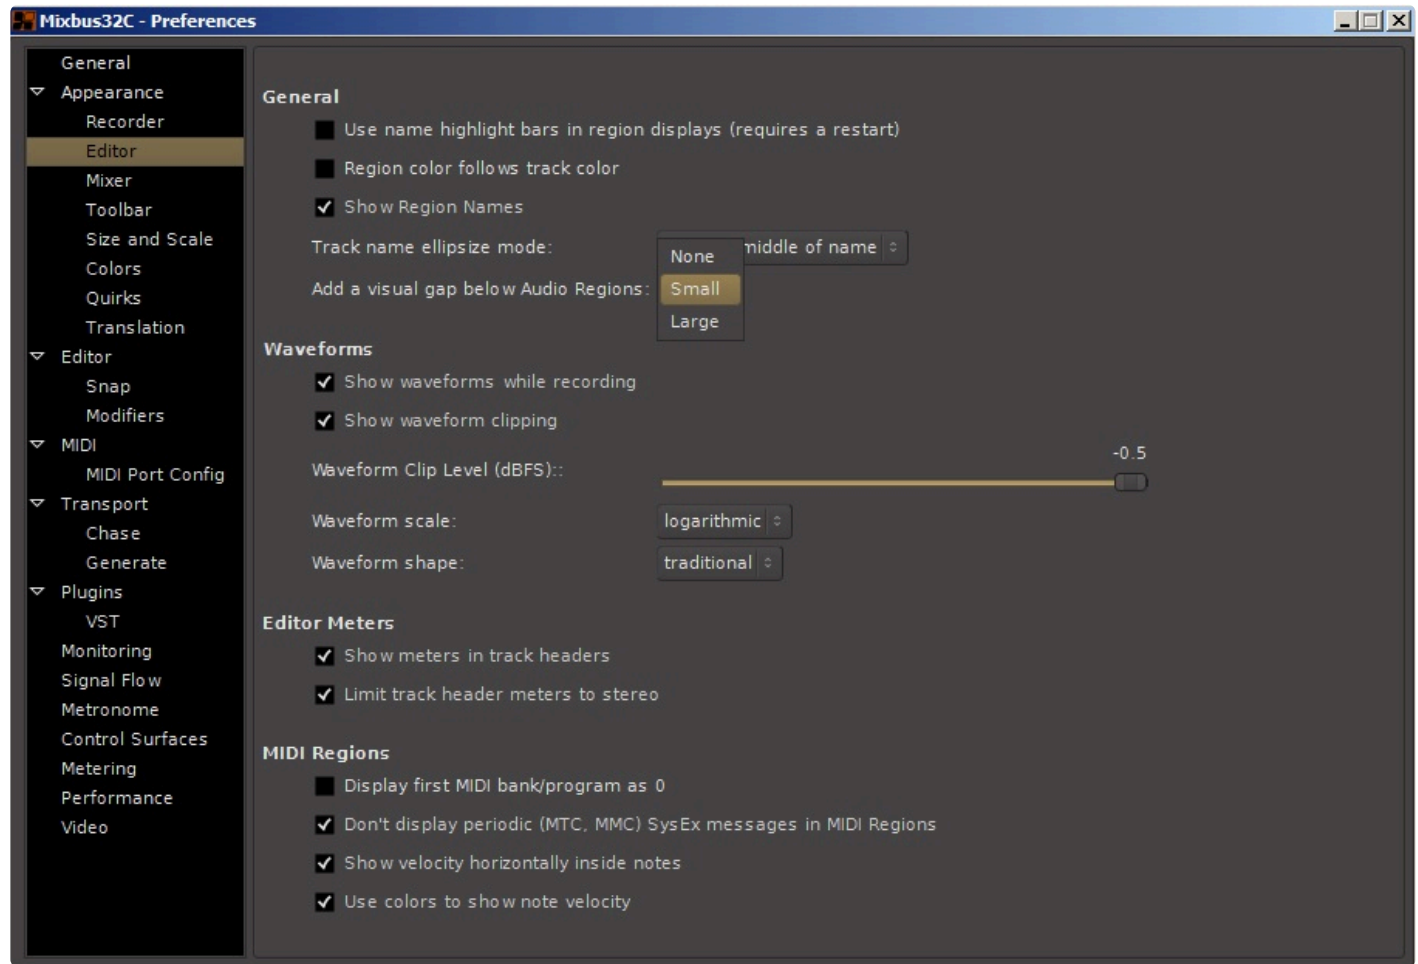 Mixbus32C - Preferences
General
Appearance
Recorder
Editor
Mixer
Toolbar
Size and Scale
Colors
Quirks
Translation
Editor
Snap
Modifiers
MIDI
MIDI Port Config
Transport
Chase
Generate
Plugins
VST
Monitoring
Signal Flow
Metronome
Control Surfaces
Metering
Performance
Video
General
Use name highlight bars in region displays (requires a restart)
Region color follows track color
Show Region Names
Track name ellipsize mode: middle of name
Add a visual gap below Audio Regions:
None
Small
Large
Waveforms
Show waveforms while recording
Show waveform clipping
Waveform Clip Level (dBFS):: -0.5
Waveform scale: logarithmic
Waveform shape: traditional
Editor Meters
Show meters in track headers
Limit track header meters to stereo
MIDI Regions
Display first MIDI bank/program as 0
Don't display periodic (MTC, MMC) SysEx messages in MIDI Regions
Show velocity horizontally inside notes
Use colors to show note velocity